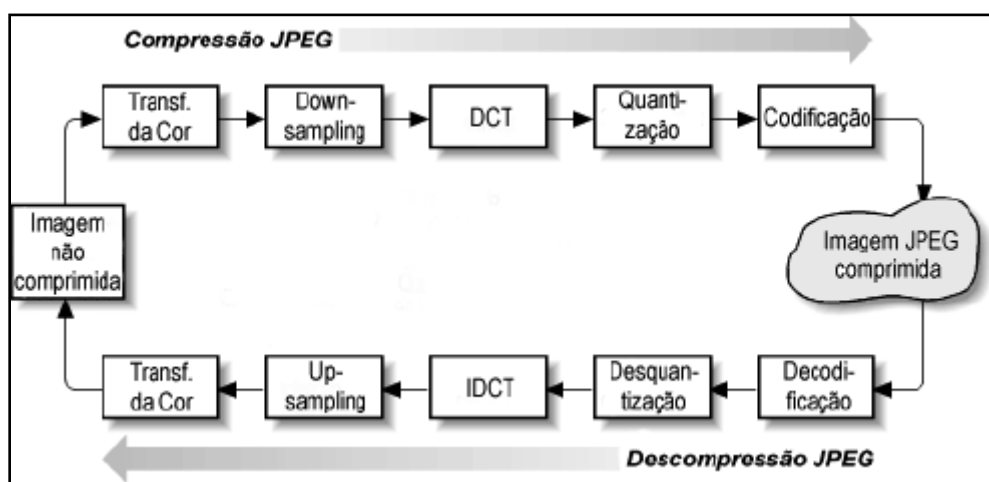 Compressão JPEG
Transf.
da Cor
Down-
sampling
DCT
Quanti-
zação
Codificação
Imagem
não
comprimida
Imagem JPEG
comprimida
Transf.
da Cor
Up-
sampling
IDCT
Desquan-
tização
Decodi-
ficação
Descompressão JPEG